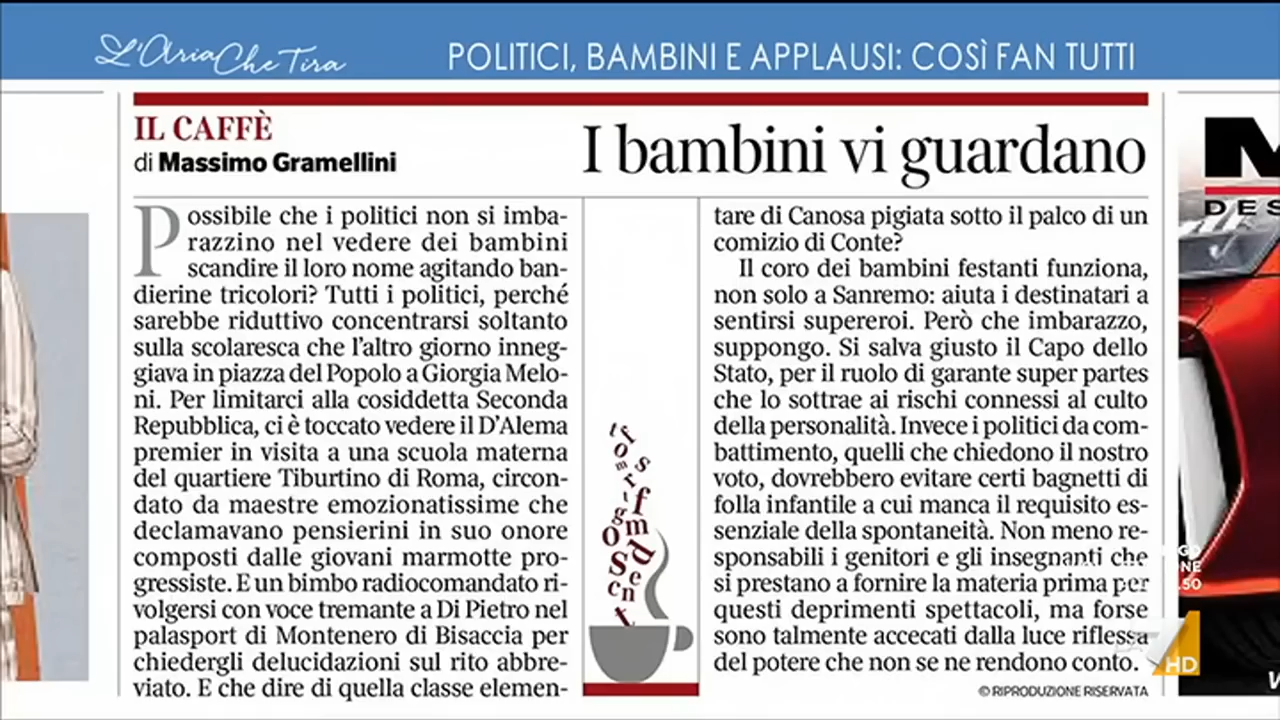 L'Aria Che Tira
POLITICI, BAMBINI E APPLAUSI: COSÌ FAN TUTTI
IL CAFFÈ
di Massimo Gramellini
I bambini vi guardano
Possibile che i politici non si imba-
razzino nel vedere dei bambini
scandire il loro nome agitando ban-
dierine tricolori? Tutti i politici, perché
sarebbe riduttivo concentrarsi soltanto
sulla scolaresca che l'altro giorno inneg-
giava in piazza del Popolo a Giorgia Melo-
ni. Per limitarci alla cosiddetta Seconda
Repubblica, ci è toccato vedere il D'Alema
premier in visita a una scuola materna
del quartiere Tiburtino di Roma, circon-
dato da maestre emozionatissime che
declamavano pensierini in suo onore
composti dalle giovani marmotte pro-
gressiste. E un bimbo radiocomandato ri-
volgersi con voce tremante a Di Pietro nel
palasport di Montenero di Bisaccia per
chiedergli delucidazioni sul rito abbre-
viato. E che dire di quella classe elemen-
tare di Canosa pigiata sotto il palco di un
comizio di Conte?
Il coro dei bambini festanti funziona,
non solo a Sanremo: aiuta i destinatari a
sentirsi supereroi. Però che imbarazzo,
suppongo. Si salva giusto il Capo dello
Stato, per il ruolo di garante super partes
che lo sottrae ai rischi connessi al culto
della personalità. Invece i politici da com-
battimento, quelli che chiedono il nostro
voto, dovrebbero evitare certi bagnetti di
folla infantile a cui manca il requisito es-
senziale della spontaneità. Non meno re-
sponsabili i genitori e gli insegnanti che
si prestano a fornire la materia prima per
questi deprimenti spettacoli, ma forse
sono talmente accecati dalla luce riflessa
del potere che non se ne rendono conto.
© RIPRODUZIONE RISERVATA
M
DES
LA 7
HD